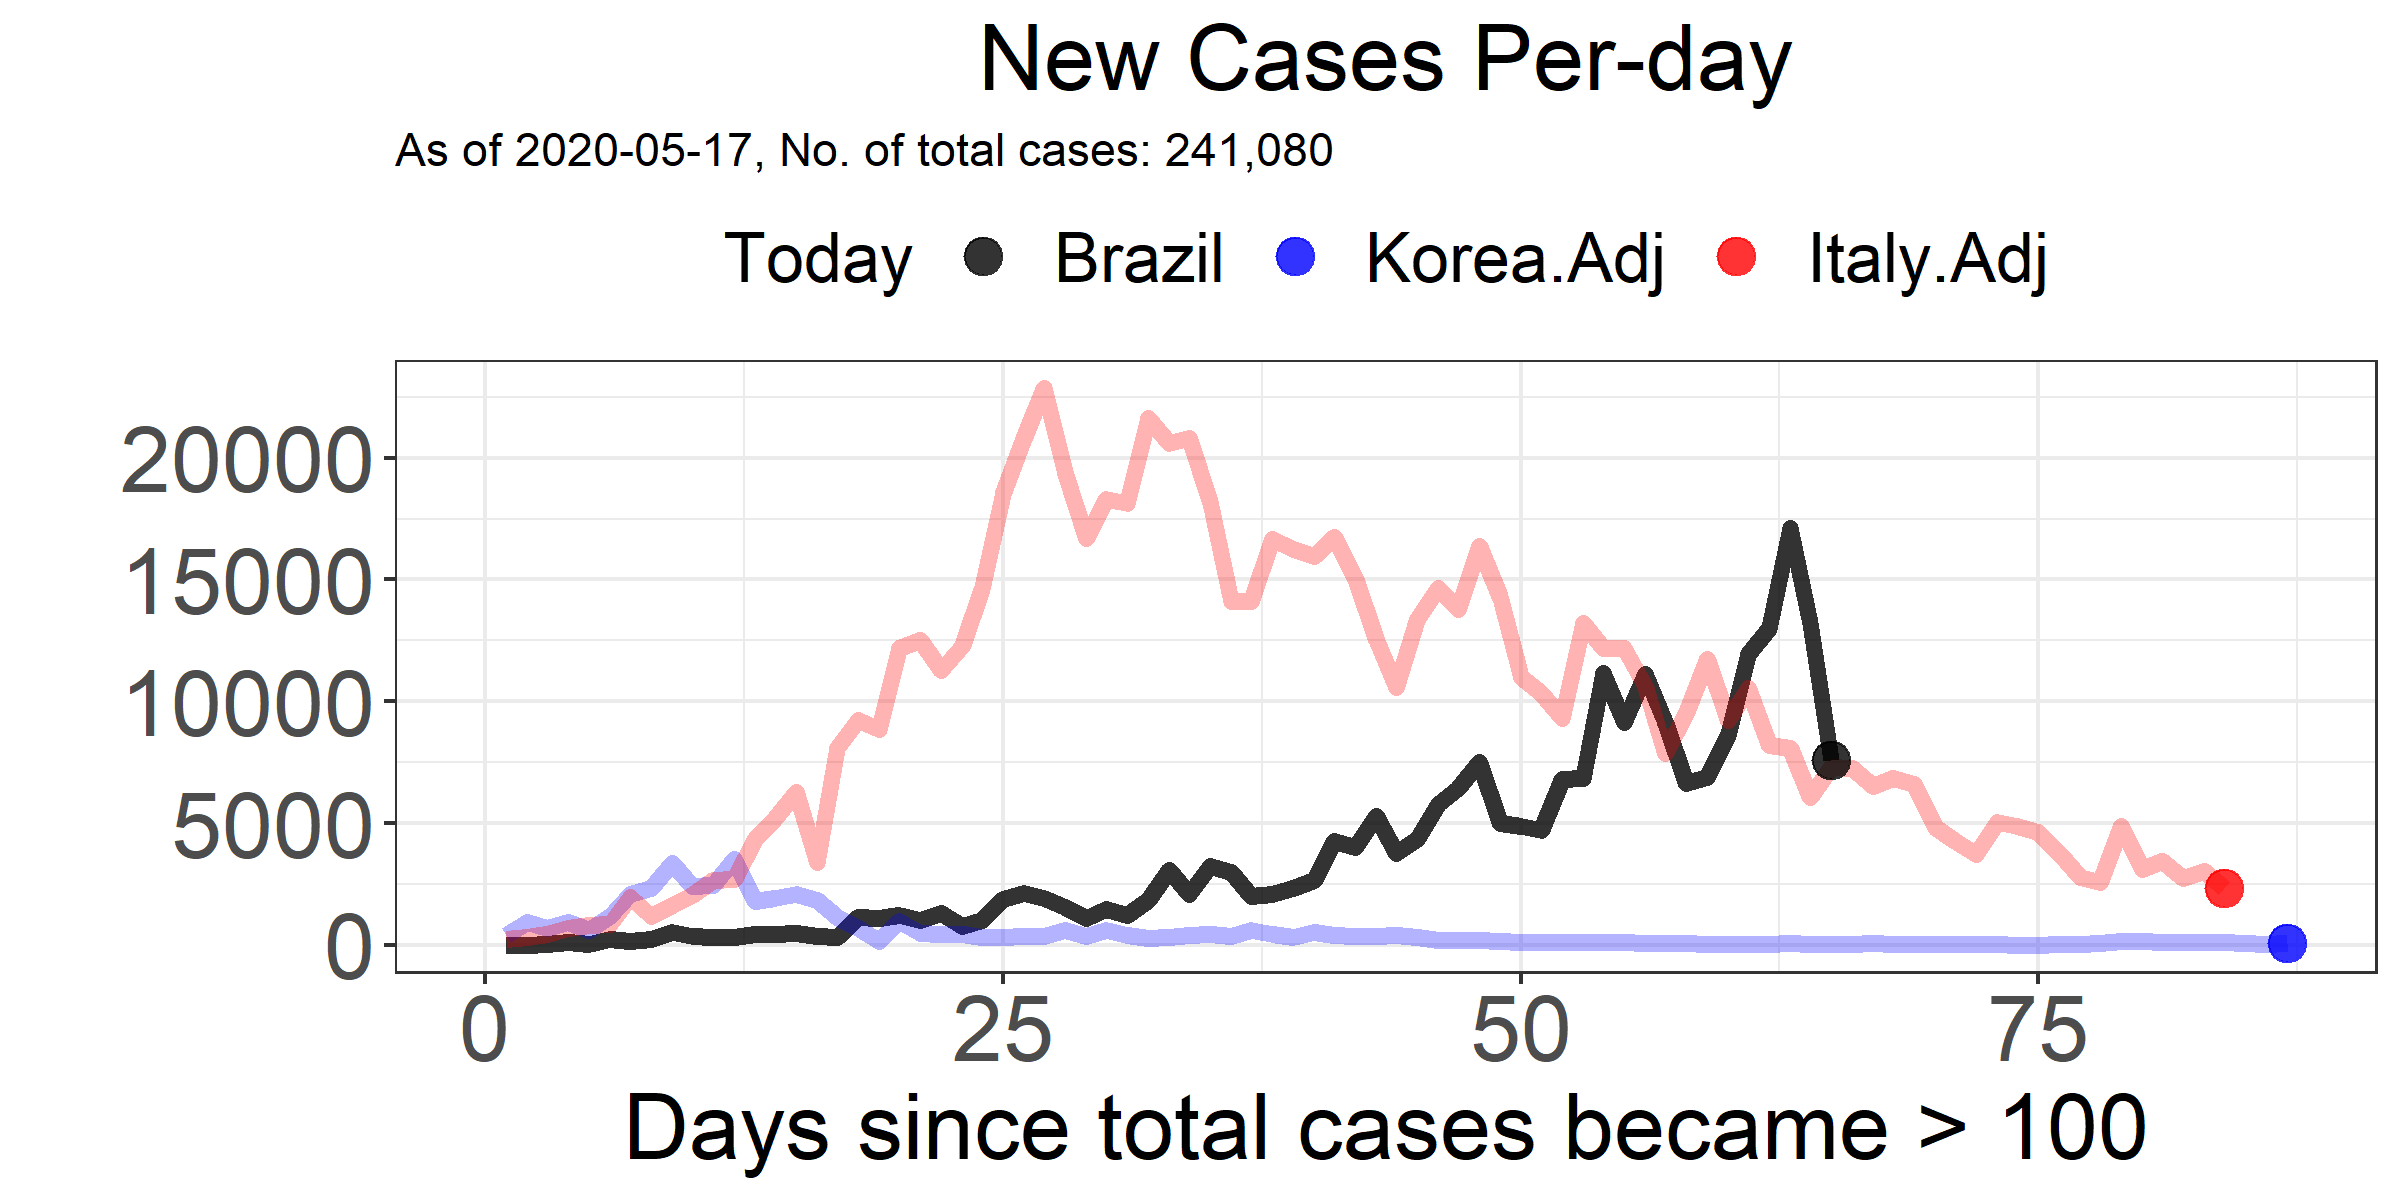 New Cases Per-day
As of 2020-05-17, No. of total cases: 241,080
Today Brazil Korea.Adj Italy.Adj
20000
15000
10000
5000
0
0 25 50 75
Days since total cases became > 100